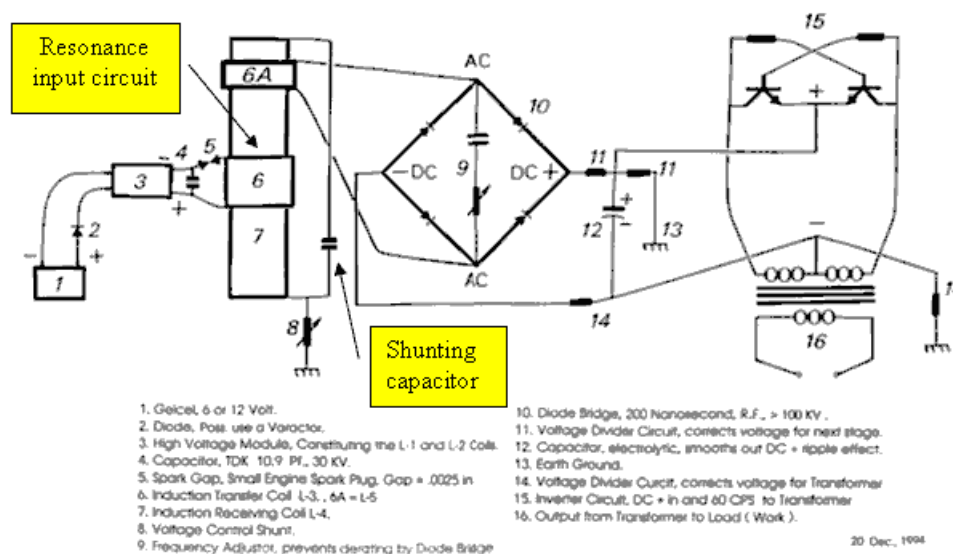 Resonance
input circuit
15
6A
AC
+
10
4
-
5
3
6
9
-DC
DC+
11
11
2
+
7
+
12
-
13
-
-
+
1
8
AC
14
16
Shunting
capacitor
1. Gelcel, 6 or 12 Volt.
2. Diode, Poss. use a Varactor.
3. High Voltage Module, Constituting the L-1 and L-2 Coils.
4. Capacitor, TDK 10.9 Pf., 30 KV.
5. Spark Gap, Small Engine Spark Plug, Gap = .0025 in
6. Induction Transfer Coil L-3. , 6A = L-5
7. Induction Receiving Coil L-4.
8. Voltage Control Shunt.
9. Frequency Adjustor, prevents derating by Diode Bridge
10. Diode Bridge, 200 Nanosecond, R.F., > 100 KV .
11. Voltage Divider Circuit, corrects voltage for next stage.
12. Capacitor, electrolytic, smooths out DC + ripple effect.
13. Earth Ground.
14. Voltage Divider Curcit, corrects voltage for Transformer
15. Inverter Circuit, DC + in and 60 CPS to Transformer
16. Output from Transformer to Load ( Work ).
20 Dec., 1994